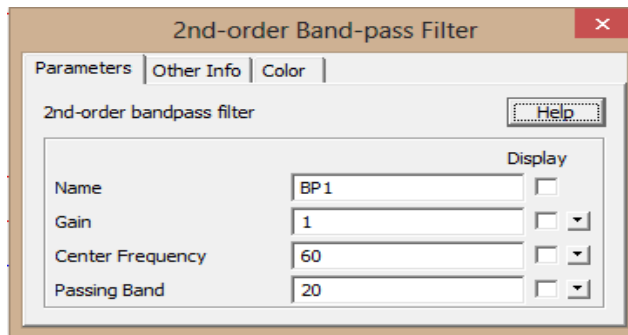 2nd-order Band-pass Filter
Parameters Other Info Color
2nd-order bandpass filter Help
Display
Name BP1
Gain 1
Center Frequency 60
Passing Band 20